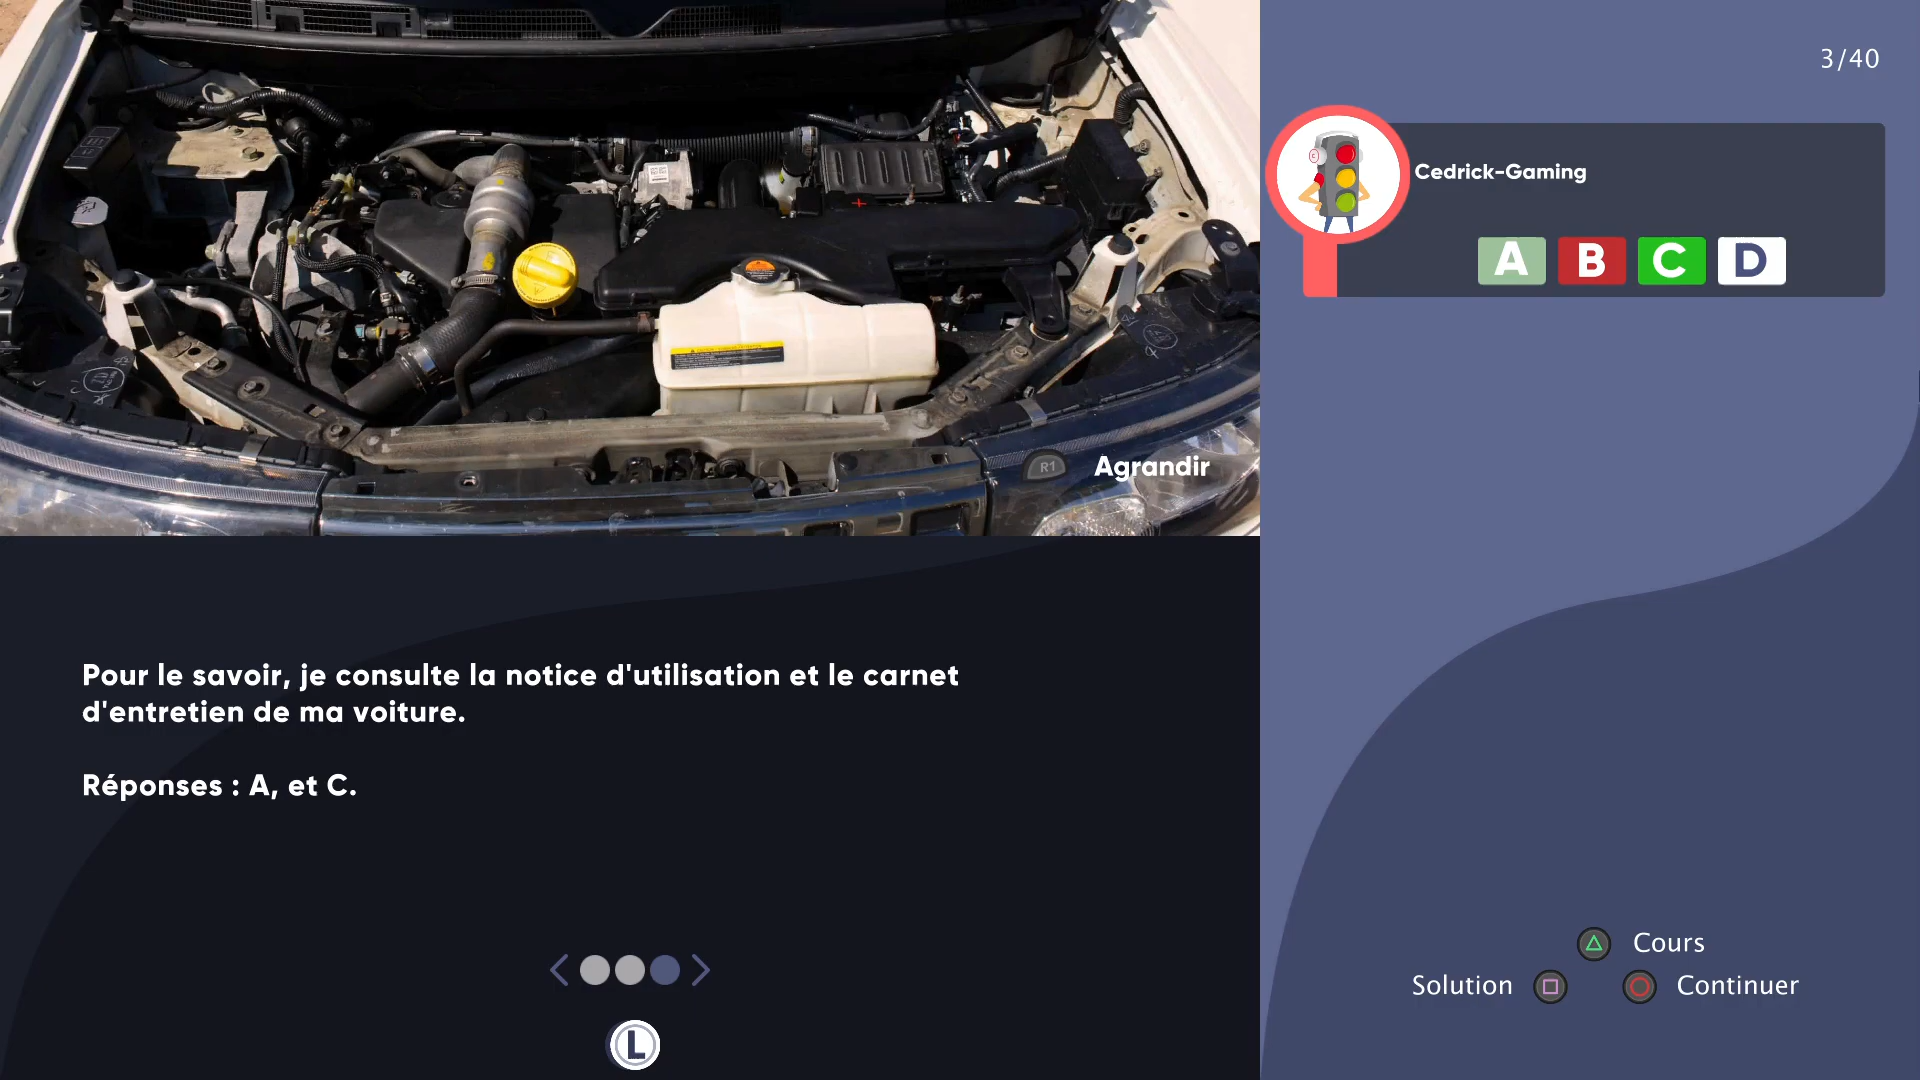 3/40
Cedrick-Gaming
A B C D
R1 Agrandir
Pour le savoir, je consulte la notice d'utilisation et le carnet
d'entretien de ma voiture.
Réponses : A, et C.
Cours
Solution
Continuer
L